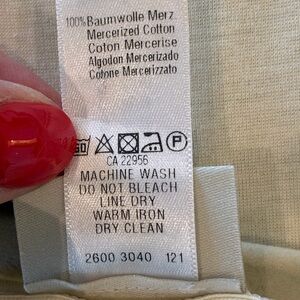 100% Baumwolle Merz
Mercerized Cotton
Coton Mercerise
Algodon Mercerizado
Cotone Mercerizzato
P
CA 22956
MACHINE WASH
DO NOT BLEACH
LINE DRY
WARM IRON
DRY CLEAN
2600 3040 121